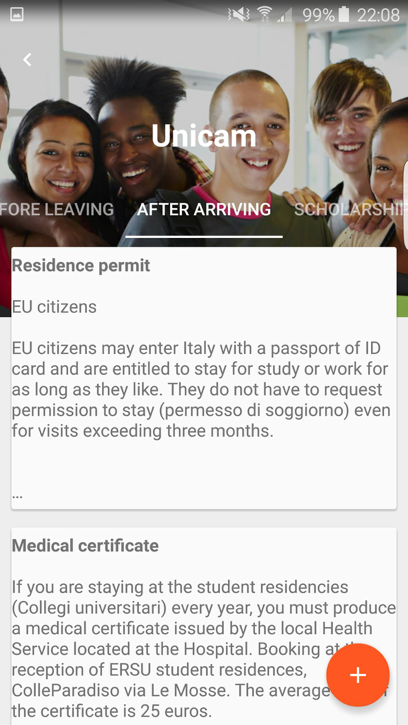 99% 22:08
Unicam
FORE LEAVING AFTER ARRIVING SCHOLARSHI
Residence permit
EU citizens
EU citizens may enter Italy with a passport of ID
card and are entitled to stay for study or work for
as long as they like. They do not have to request
permission to stay (permesso di soggiorno) even
for visits exceeding three months.
...
Medical certificate
If you are staying at the student residencies
(Collegi universitari) every year, you must produce
a medical certificate issued by the local Health
Service located at the Hospital. Booking at
reception of ERSU student residences,
ColleParadiso via Le Mosse. The average
the certificate is 25 euros.